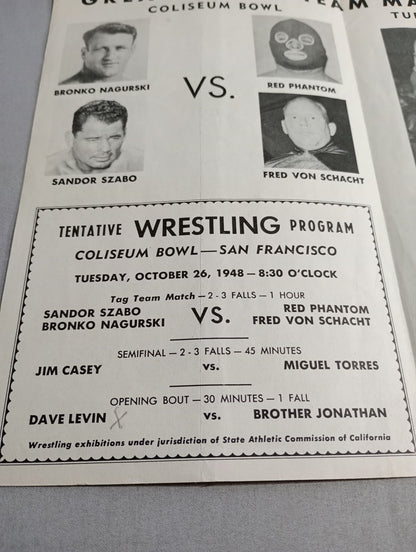 COLISEUM BOWL
BRONKO NAGURSKI
VS.
RED PHANTOM
SANDOR SZABO
FRED VON SCHACHT
TENTATIVE WRESTLING PROGRAM
COLISEUM BOWL — SAN FRANCISCO
TUESDAY, OCTOBER 26, 1948 - 8:30 O'CLOCK
Tag Team Match - 2-3 FALLS - 1 HOUR
SANDOR SZABO
BRONKO NAGURSKI
VS.
RED PHANTOM
FRED VON SCHACHT
SEMIFINAL - 2-3 FALLS - 45 MINUTES
JIM CASEY vs. MIGUEL TORRES
OPENING BOUT - 30 MINUTES - 1 FALL
DAVE LEVIN X vs. BROTHER JONATHAN
Wrestling exhibitions under jurisdiction of State Athletic Commission of California